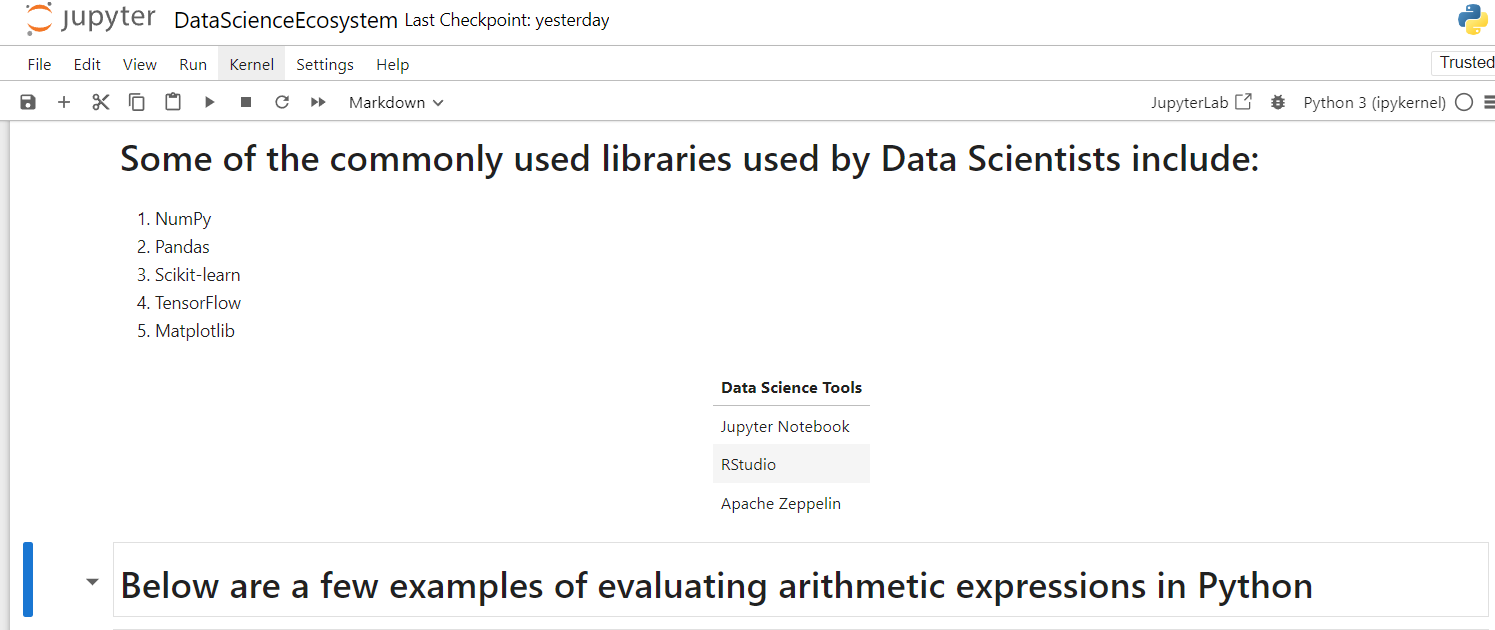 jupyter DataScienceEcosystem Last Checkpoint: yesterday
File Edit View Run Kernel Settings Help
Trusted
Markdown JupyterLab Python 3 (ipykernel)
Some of the commonly used libraries used by Data Scientists include:
1. NumPy
2. Pandas
3. Scikit-learn
4. TensorFlow
5. Matplotlib
Data Science Tools
Jupyter Notebook
RStudio
Apache Zeppelin
Below are a few examples of evaluating arithmetic expressions in Python